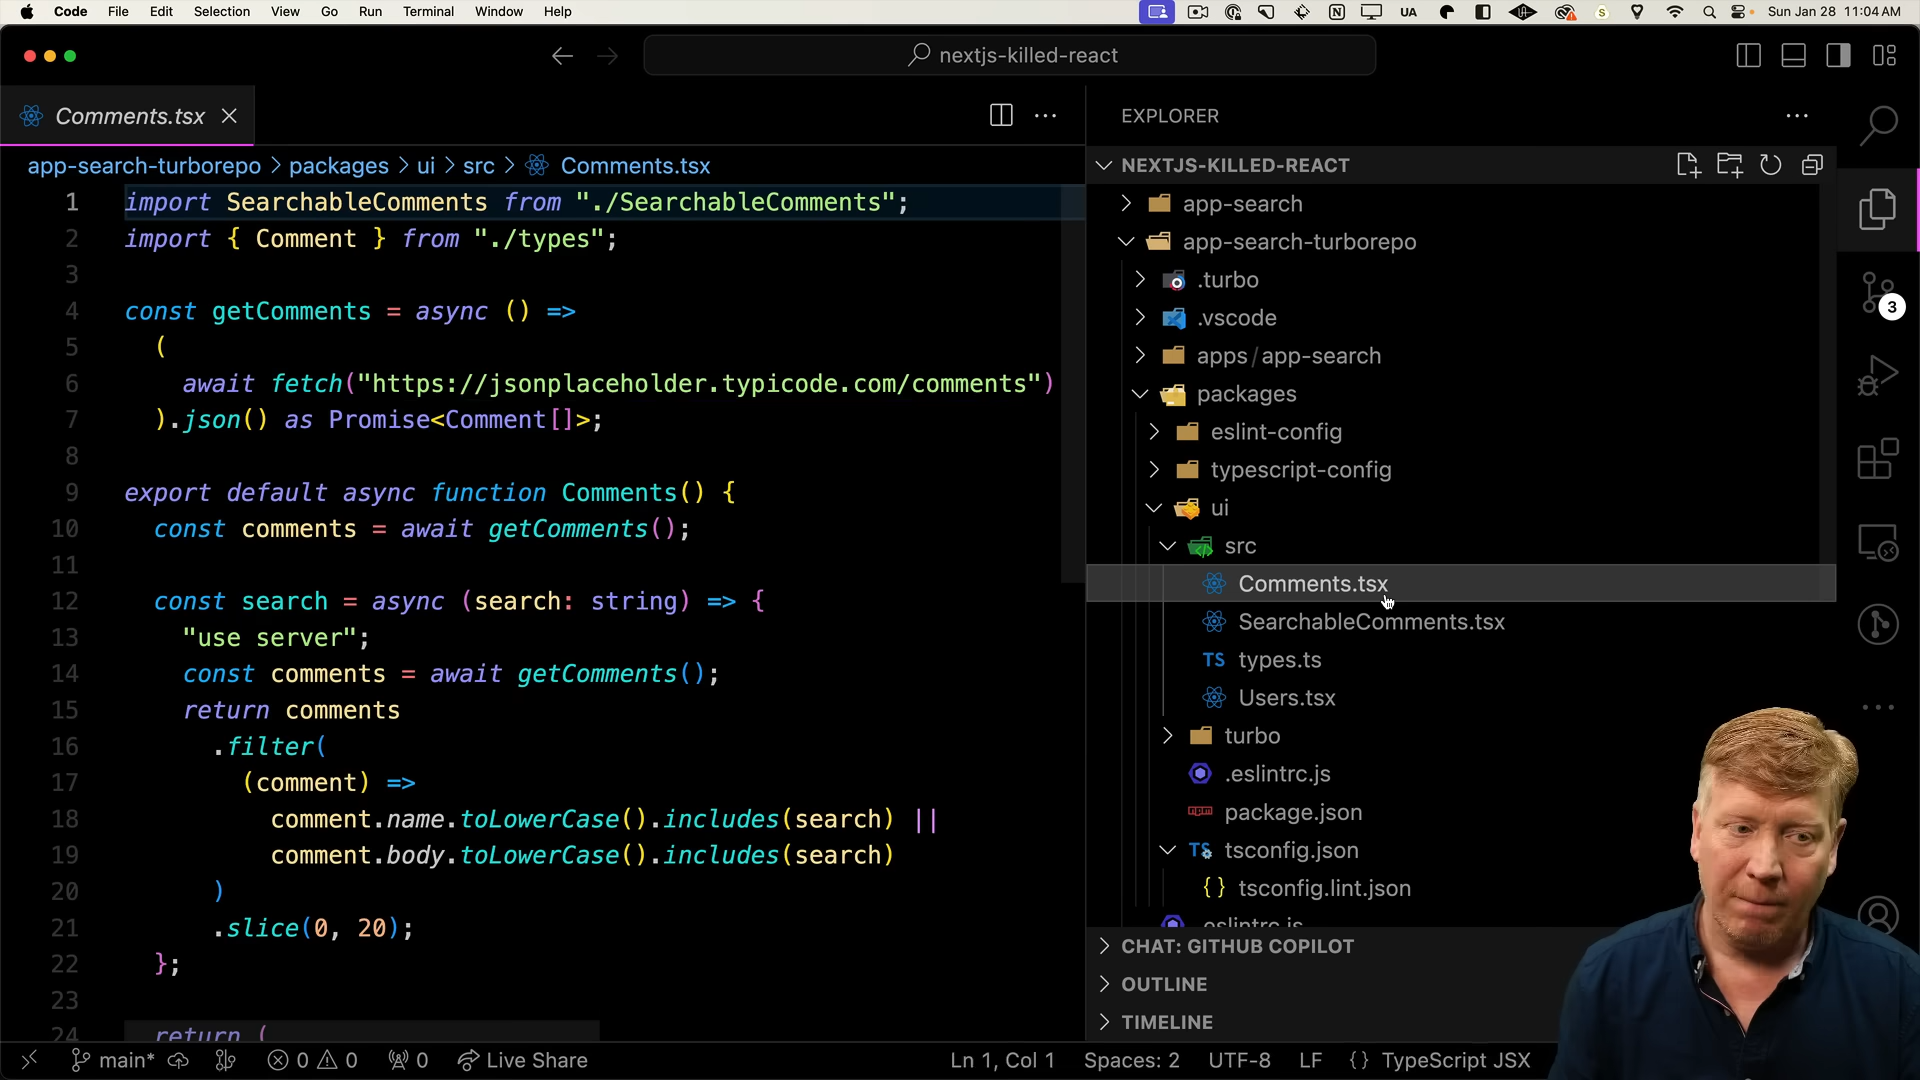 Code File Edit Selection View Go Run Terminal Window Help
UA
N
S
Sun Jan 28 11:04 AM
nextjs-killed-react
Comments.tsx
app-search-turborepo > packages > ui > src > Comments.tsx
1 import SearchableComments from "./SearchableComments";
2 import { Comment } from "./types";
3
4 const getComments = async () =>
5 (
6 await fetch("https://jsonplaceholder.typicode.com/comments")
7 ).json() as Promise<Comment[]>;
8
9 export default async function Comments() {
10 const comments = await getComments();
11
12 const search = async (search: string) => {
13 "use server";
14 const comments = await getComments();
15 return comments
16 .filter(
17 (comment) =>
18 comment.name.toLowerCase().includes(search) ||
19 comment.body.toLowerCase().includes(search)
20 )
21 .slice(0, 20);
22 };
23
24 return (
EXPLORER
NEXTJS-KILLED-REACT
app-search
app-search-turborepo
.turbo
.vscode
apps / app-search
packages
eslint-config
typescript-config
ui
src
Comments.tsx
SearchableComments.tsx
TS types.ts
Users.tsx
turbo
.eslintrc.js
package.json
TS tsconfig.json
{} tsconfig.lint.json
.eslintrc.js
CHAT: GITHUB COPILOT
OUTLINE
TIMELINE
3
main* 0 0 0 Live Share
Ln 1, Col 1 Spaces: 2 UTF-8 LF {} TypeScript JSX